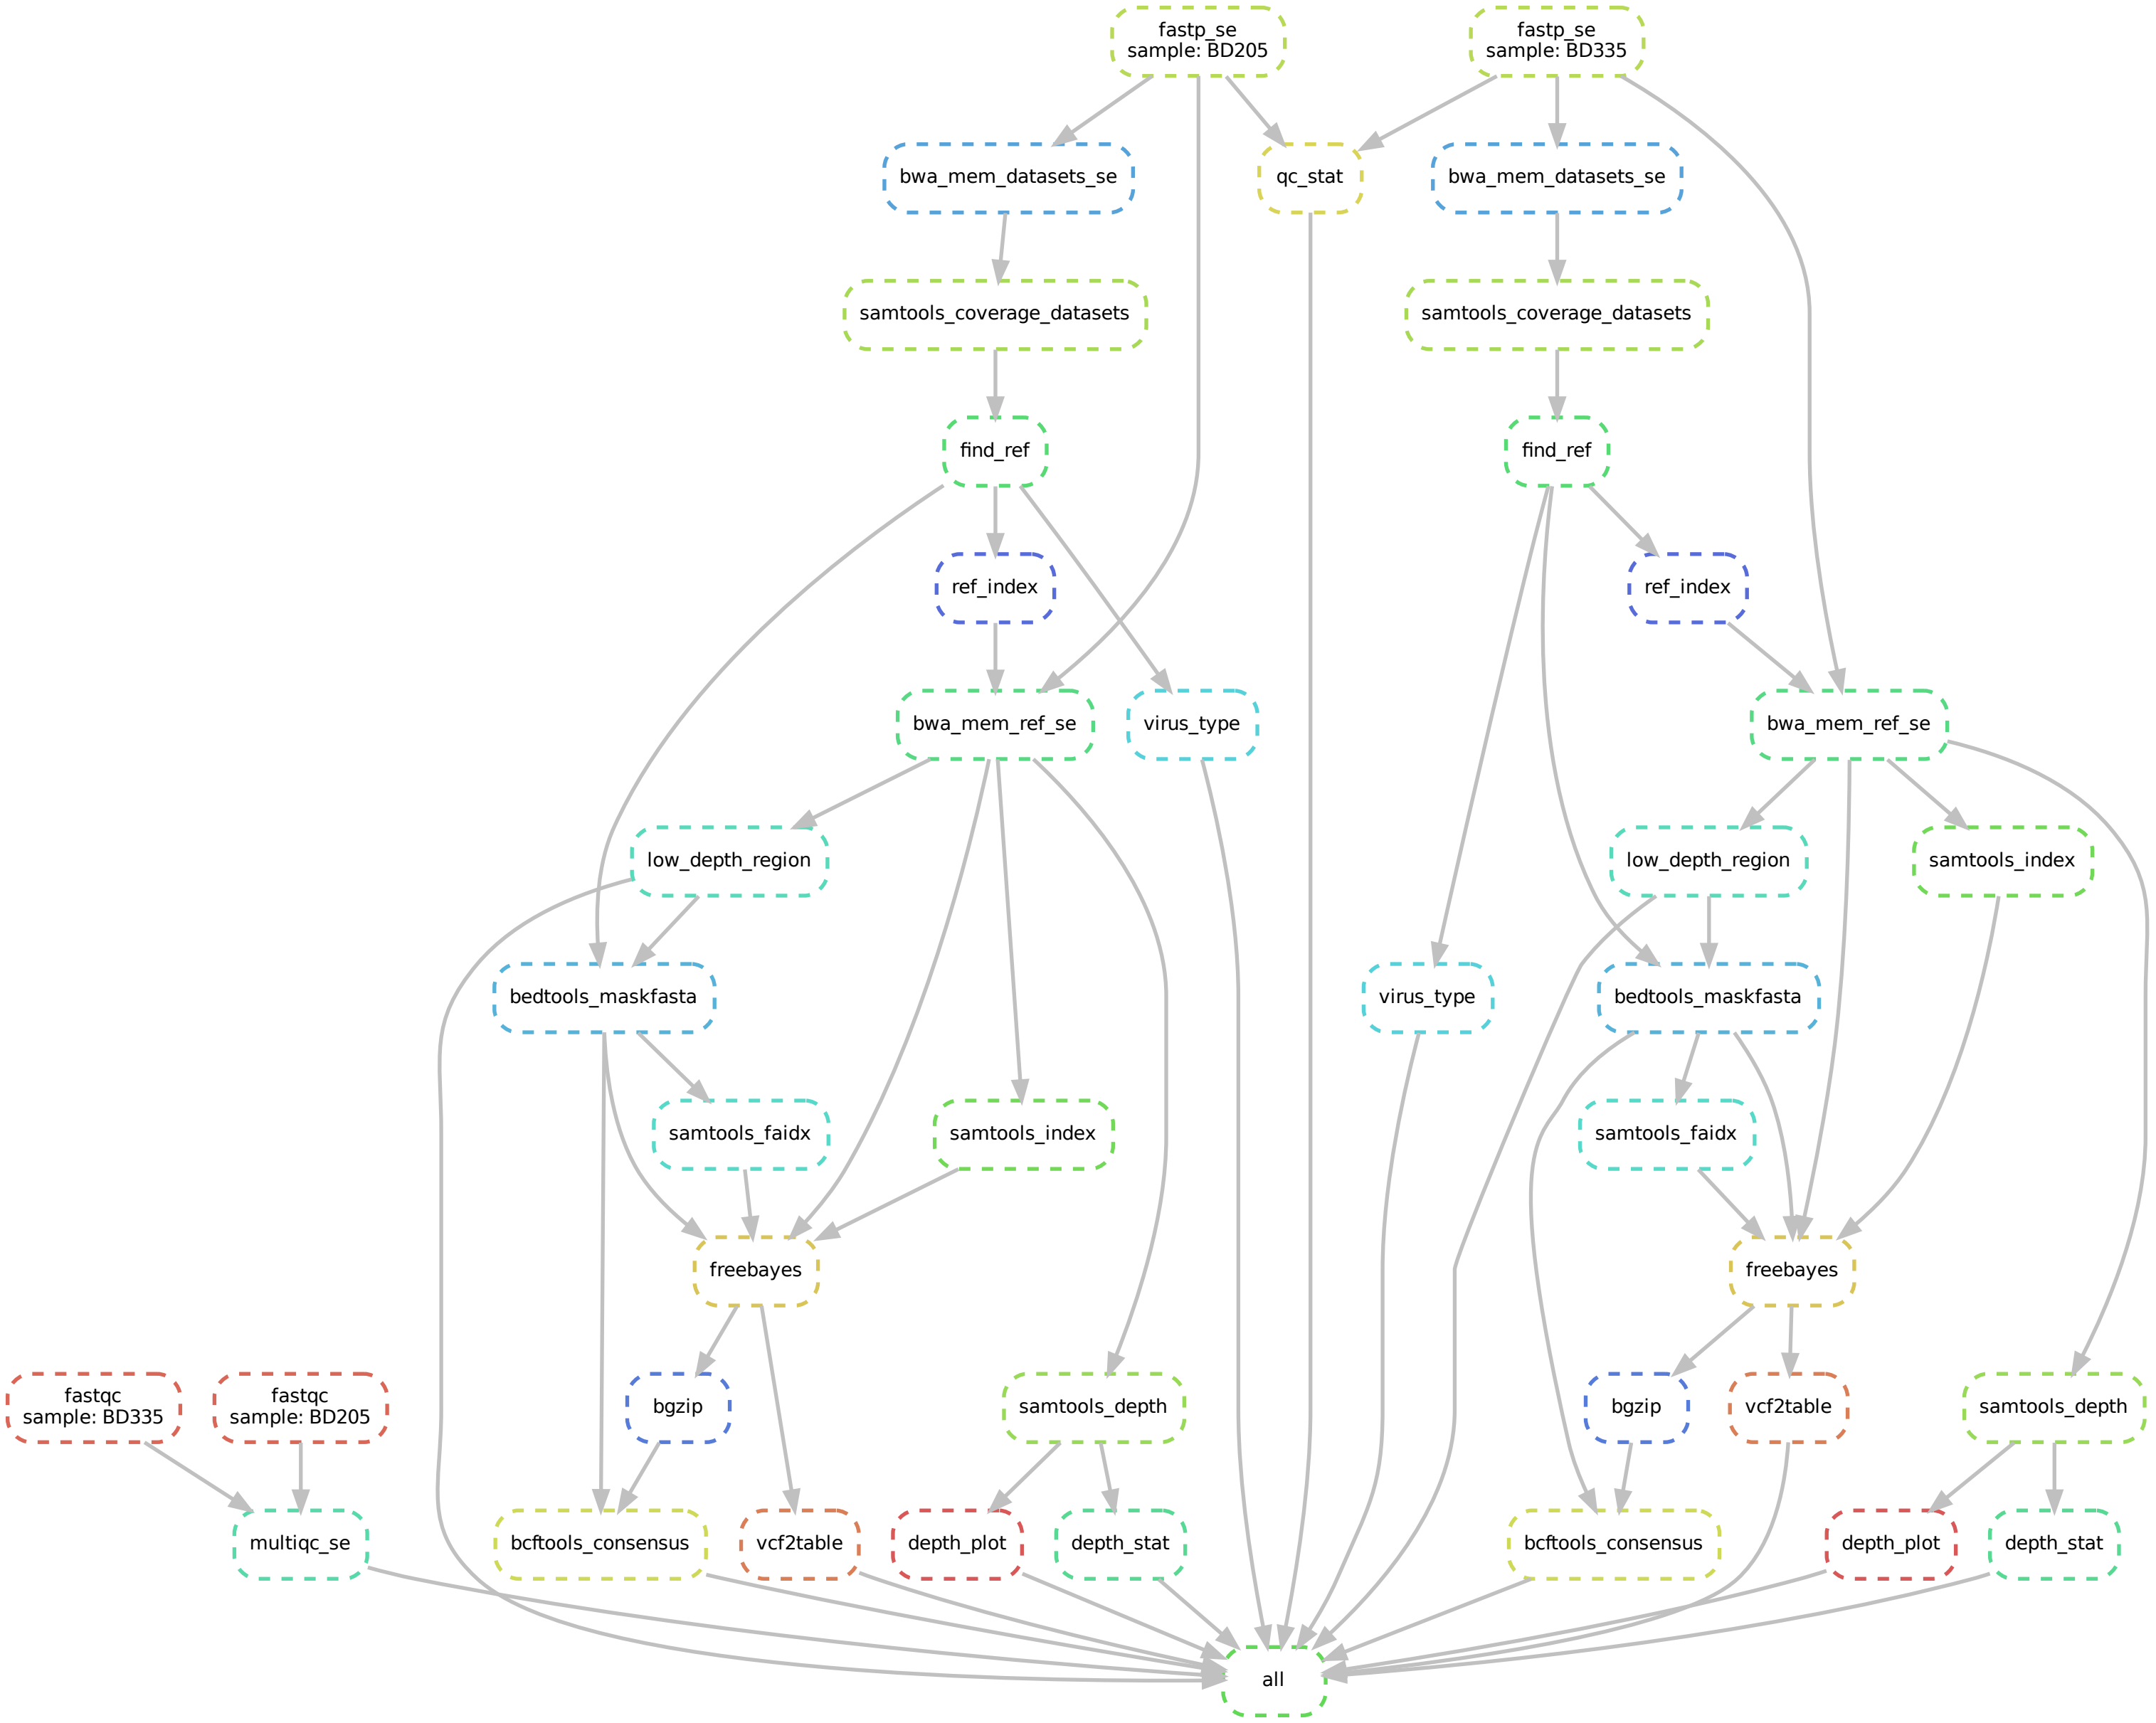 fastp_se
sample: BD205
fastp_se
sample: BD335
bwa_mem_datasets_se
qc_stat
bwa_mem_datasets_se
samtools_coverage_datasets
samtools_coverage_datasets
find_ref
find_ref
ref_index
ref_index
bwa_mem_ref_se
virus_type
bwa_mem_ref_se
low_depth_region
low_depth_region
samtools_index
bedtools_maskfasta
virus_type
bedtools_maskfasta
samtools_faidx
samtools_index
samtools_faidx
freebayes
freebayes
fastqc
sample: BD335
fastqc
sample: BD205
bgzip
samtools_depth
bgzip
vcf2table
samtools_depth
multiqc_se
bcftools_consensus
vcf2table
depth_plot
depth_stat
bcftools_consensus
depth_plot
depth_stat
all